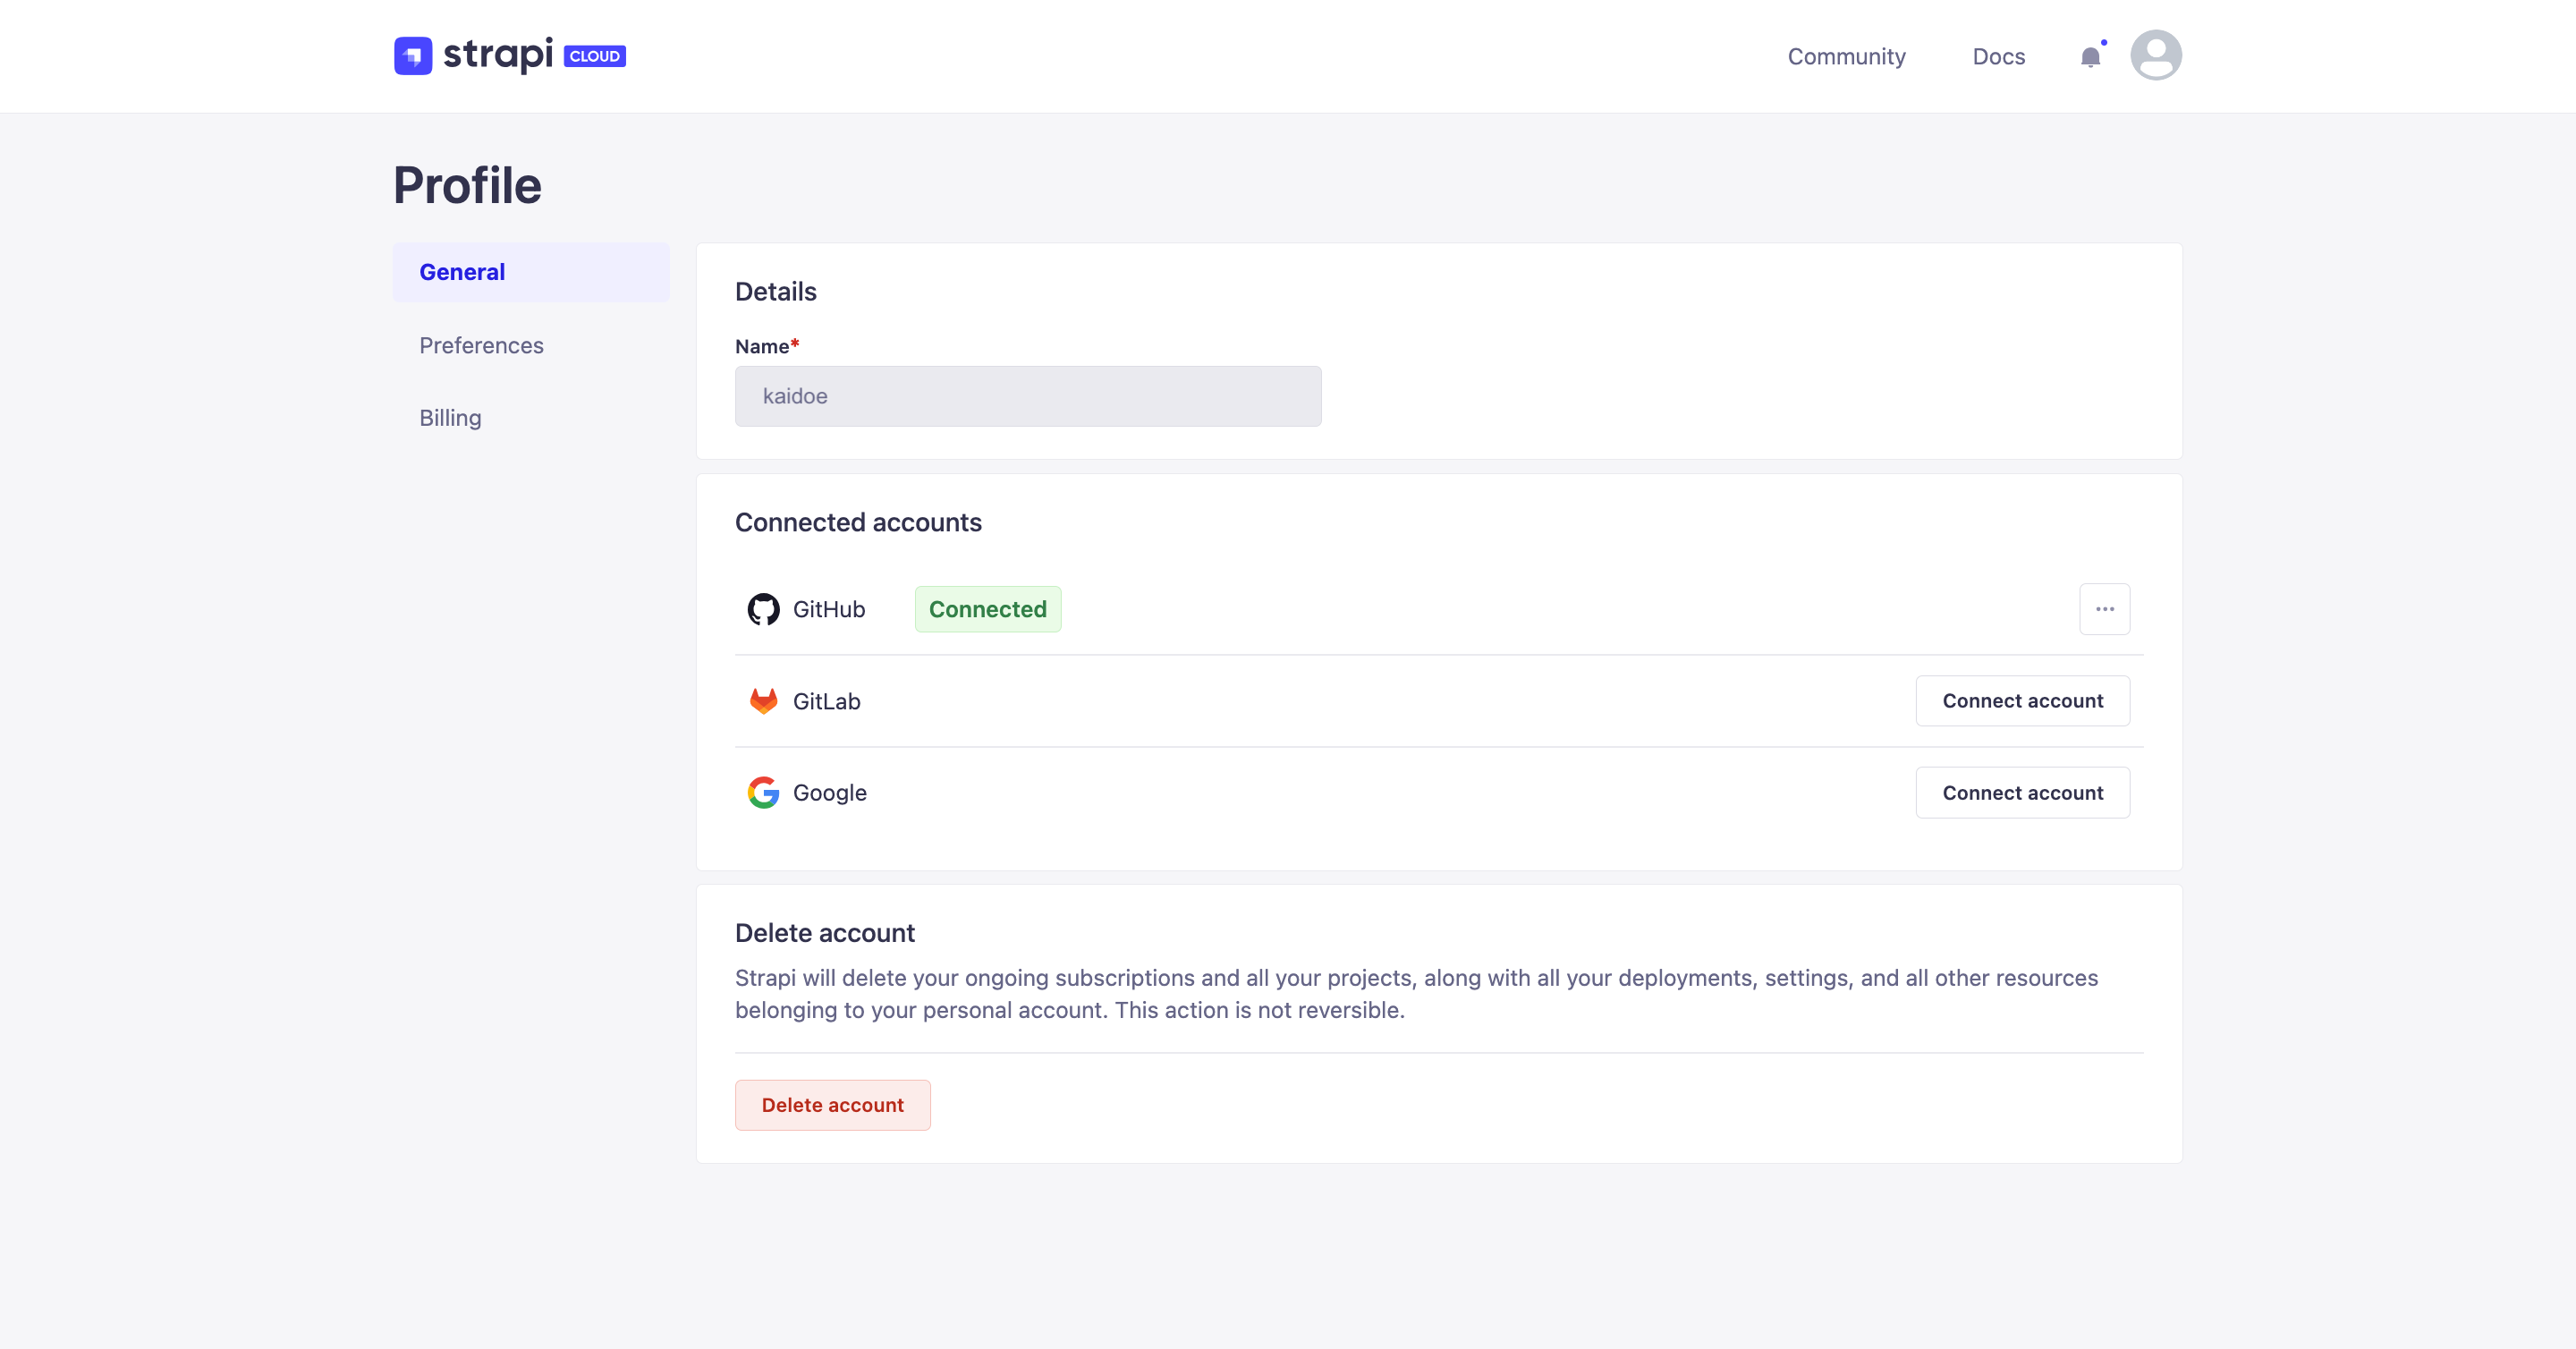 strapi CLOUD
Community
Docs
Profile
General
Preferences
Billing
Details
Name*
kaidoe
Connected accounts
GitHub
Connected
GitLab
Connect account
Google
Connect account
Delete account
Strapi will delete your ongoing subscriptions and all your projects, along with all your deployments, settings, and all other resources
belonging to your personal account. This action is not reversible.
Delete account